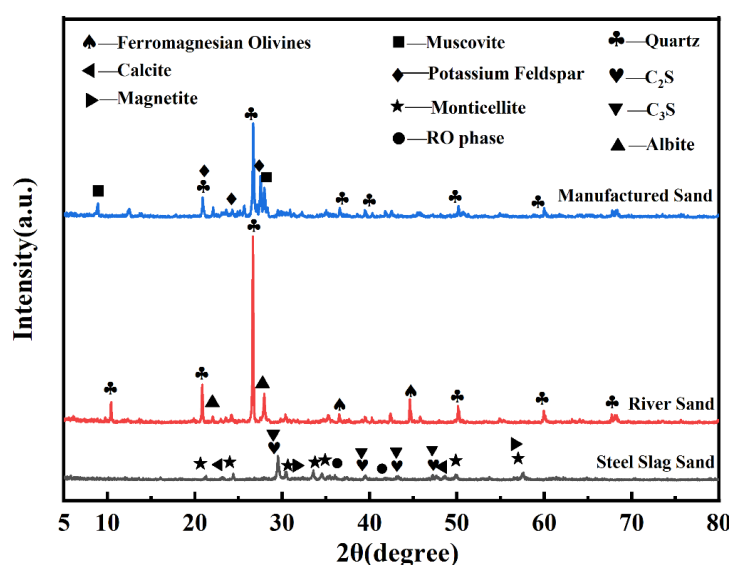 ♠—Ferromagnesian Olivines
◀—Calcite
▶—Magnetite
■—Muscovite
◆—Potassium Feldspar
★—Monticellite
●—RO phase
♣—Quartz
♥—C₂S
▼—C₃S
▲—Albite
Manufactured Sand
River Sand
Steel Slag Sand
Intensity(a.u.)
5 10 20 30 40 50 60 70 80
2θ(degree)